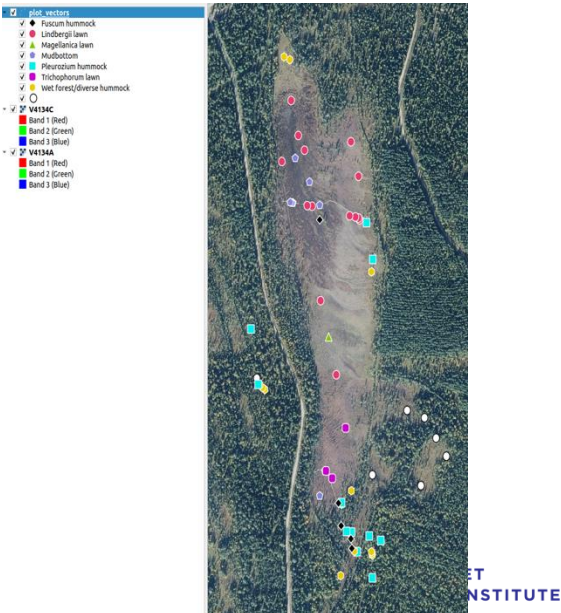 plot_vectors
Fuscum hummock
Lindbergii lawn
Magellanica lawn
Mudbottom
Pleurozium hummock
Trichophorum lawn
Wet forest/diverse hummock
V4134C
Band 1 (Red)
Band 2 (Green)
Band 3 (Blue)
V4134A
Band 1 (Red)
Band 2 (Green)
Band 3 (Blue)
ET
NSTITUTE